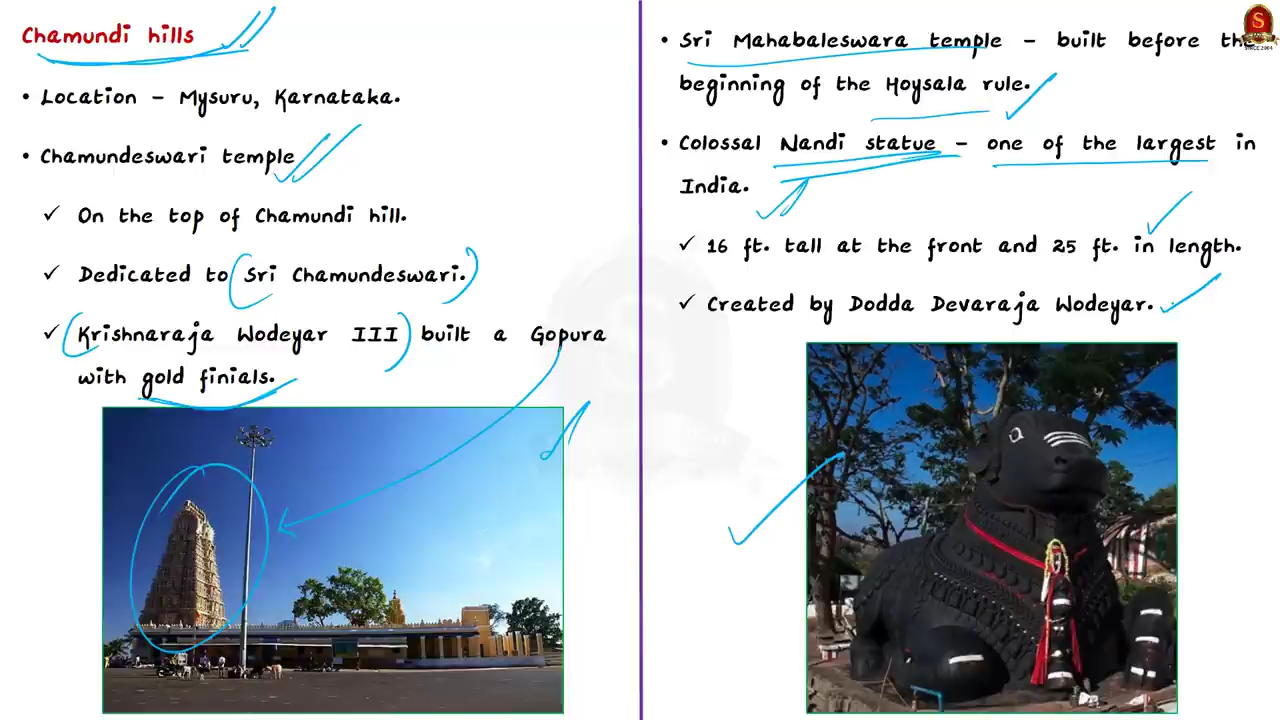 Chamundi hills
• Location – Mysuru, Karnataka.
• Chamundeswari temple
✓ On the top of Chamundi hill.
✓ Dedicated to Sri Chamundeswari.
✓ Krishnaraja Wodeyar III built a Gopura
with gold finials.
• Sri Mahabaleswara temple – built before the
beginning of the Hoysala rule.
• Colossal Nandi statue – one of the largest in
India.
✓ 16 ft. tall at the front and 25 ft. in length.
✓ Created by Dodda Devaraja Wodeyar.
S
SINCE 2004